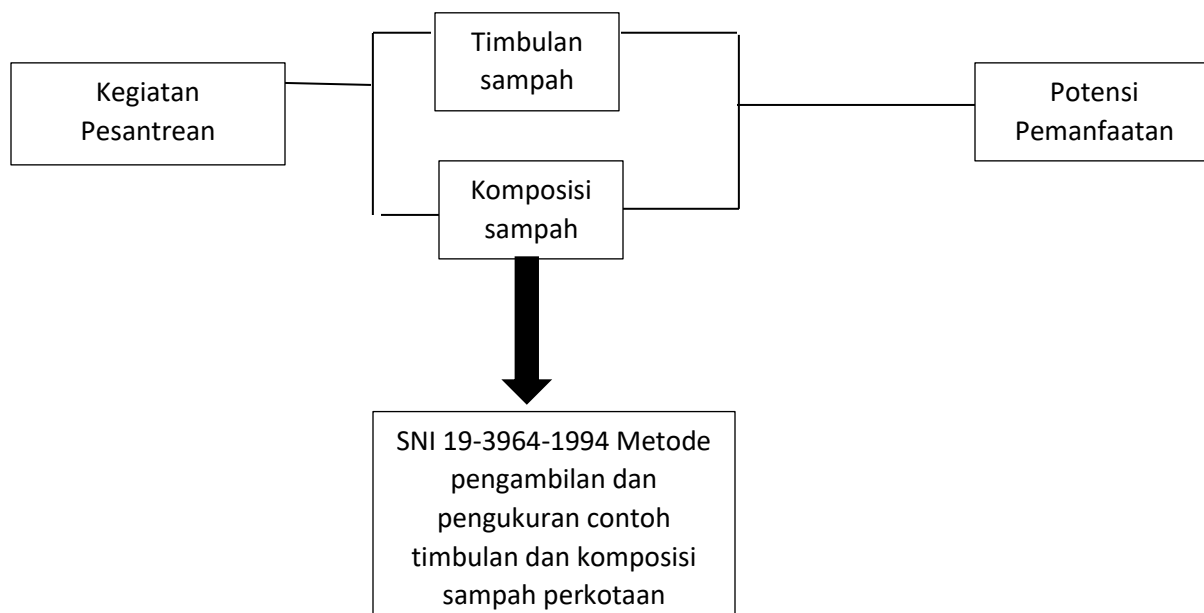 Kegiatan
Pesantrean
Timbulan
sampah
Komposisi
sampah
Potensi
Pemanfaatan
SNI 19-3964-1994 Metode
pengambilan dan
pengukuran contoh
timbulan dan komposisi
sampah perkotaan